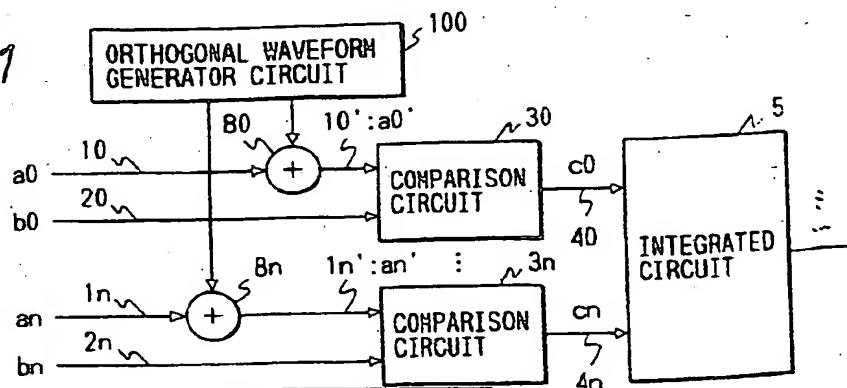 100
ORTHOGONAL WAVEFORM
GENERATOR CIRCUIT
80
10':a0'
30
5
10
a0
COMPARISON
CIRCUIT
c0
20
b0
40
INTEGRATED
CIRCUIT
8n
1n':an'
3n
1n
an
COMPARISON
CIRCUIT
cn
2n
bn
4n